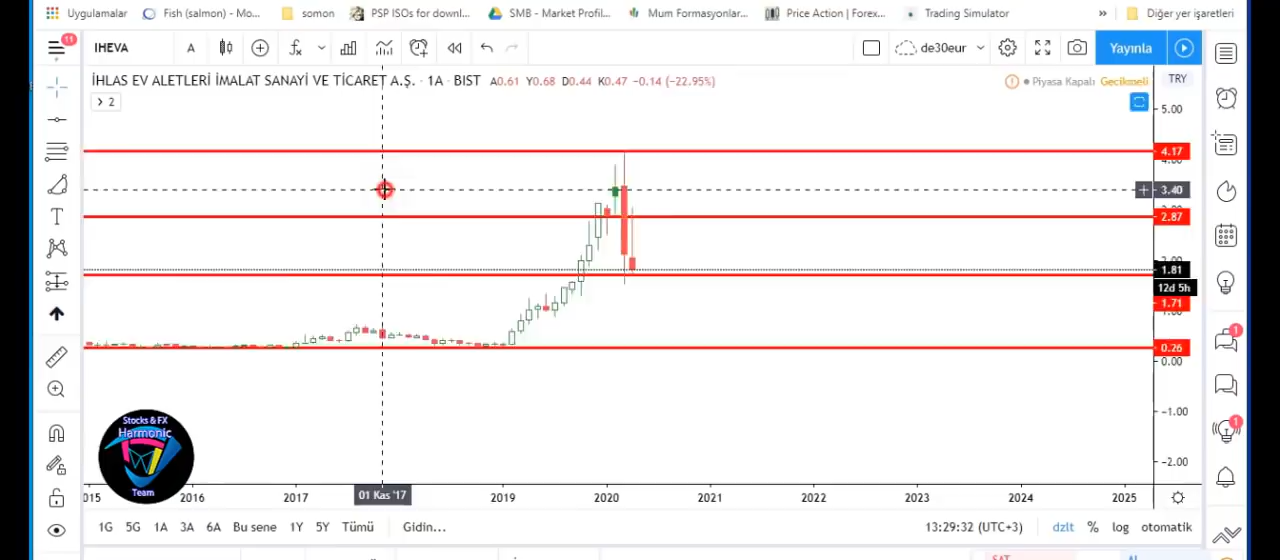 Uygulamalar
Fish (salmon) - Mo...
somon
PSP ISOs for downl...
SMB - Market Profil...
Mum Formasyonlar...
Price Action | Forex...
Trading Simulator
»
Diğer yer işaretleri
11
IHEVA
A
de30eur
Yayınla
İHLAS EV ALETLERİ İMALAT SANAYİ VE TİCARET A.Ş. · 1A · BIST A0.61 Y0.68 D0.44 K0.47 −0.14 (−22.95%)
Piyasa Kapalı
Gecikmeli
TRY
2
5.00
4.17
3.40
2.87
1.81
12d 5h
1.71
0.26
0.00
-1.00
-2.00
1
1
Stocks & FX
Harmonic
Team
015
2016
2017
01 Kas '17
2019
2020
2021
2022
2023
2024
2025
1G
5G
1A
3A
6A
Bu sene
1Y
5Y
Tümü
Gidin...
13:29:32 (UTC+3)
dzlt
%
log
otomatik